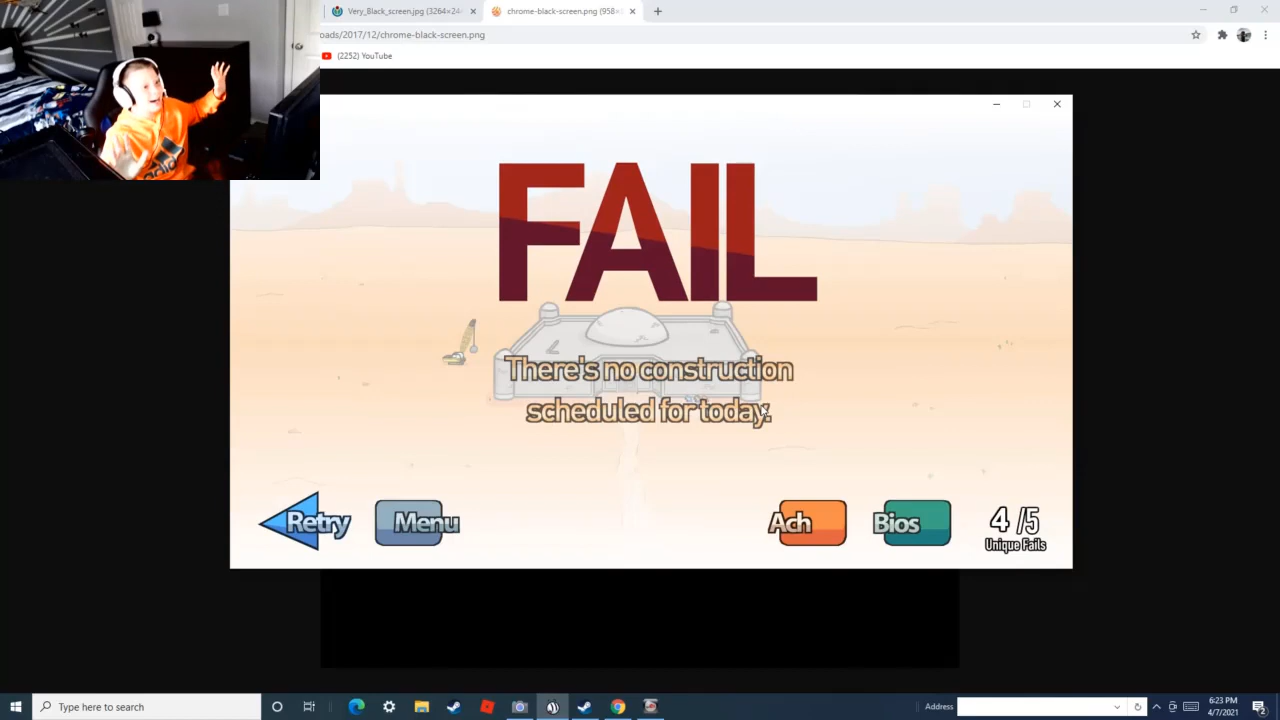 Very_Black_screen.jpg (3264×24
chrome-black-screen.png (958×
oads/2017/12/chrome-black-screen.png
(2252) YouTube
adidas
FAIL
There's no construction
scheduled for today.
Retry
Menu
Ach
Bios
4 /5
Unique Fails
Type here to search
Address
6:23 PM
4/7/2021
2